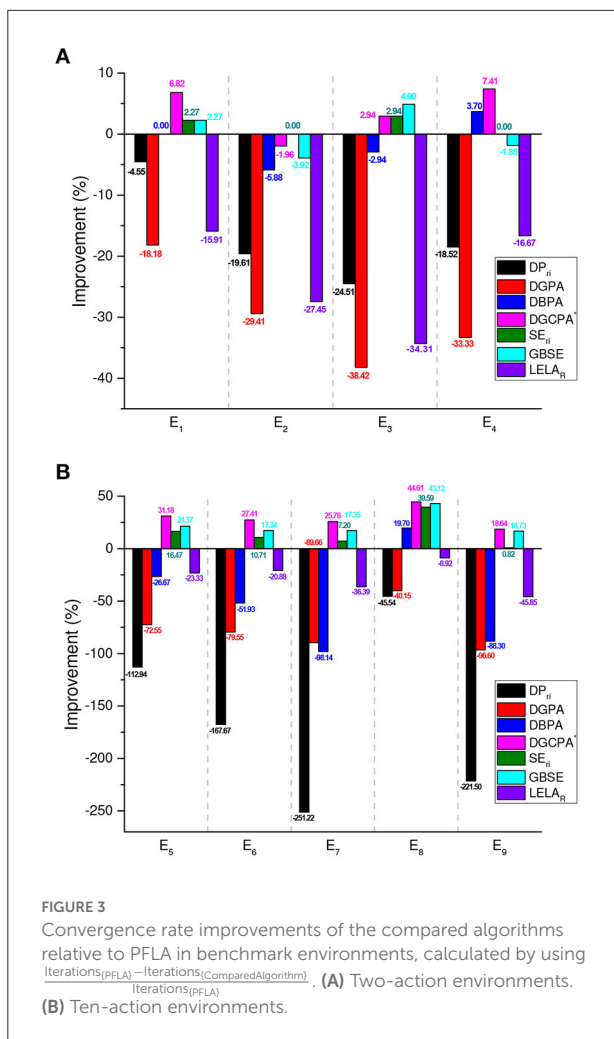 A
10
0
-10
-20
-30
-40
Improvement (%)
-4.55
-18.18
0.00
6.82
2.27
2.27
-15.91
-19.61
-29.41
-5.88
-1.96
0.00
-3.92
-27.45
-24.51
-38.42
-2.94
2.94
2.94
4.90
-34.31
-18.52
-33.33
3.70
7.41
0.00
-16.67
DPri
DGPA
DBPA
DGCPA*
SEri
GBSE
LELAR
E1
E2
E3
E4
B
50
25
0
-50
-100
-150
-200
-250
Improvement (%)
-112.94
-72.55
-26.67
31.18
16.47
21.37
-23.33
-167.67
-79.55
-51.93
27.41
10.71
17.34
-20.88
-251.22
-89.66
-98.14
25.76
7.20
17.35
-36.39
-45.54
-40.15
19.70
44.61
39.59
43.12
-8.92
-221.50
-96.60
-88.30
18.64
0.82
16.73
-45.85
DPri
DGPA
DBPA
DGCPA*
SEri
GBSE
LELAR
E5
E6
E7
E8
E9
FIGURE 3
Convergence rate improvements of the compared algorithms
relative to PFLA in benchmark environments, calculated by using
Iterations{PFLA}−Iterations{ComparedAlgorithm}
Iterations{PFLA}
. (A) Two-action environments.
(B) Ten-action environments.